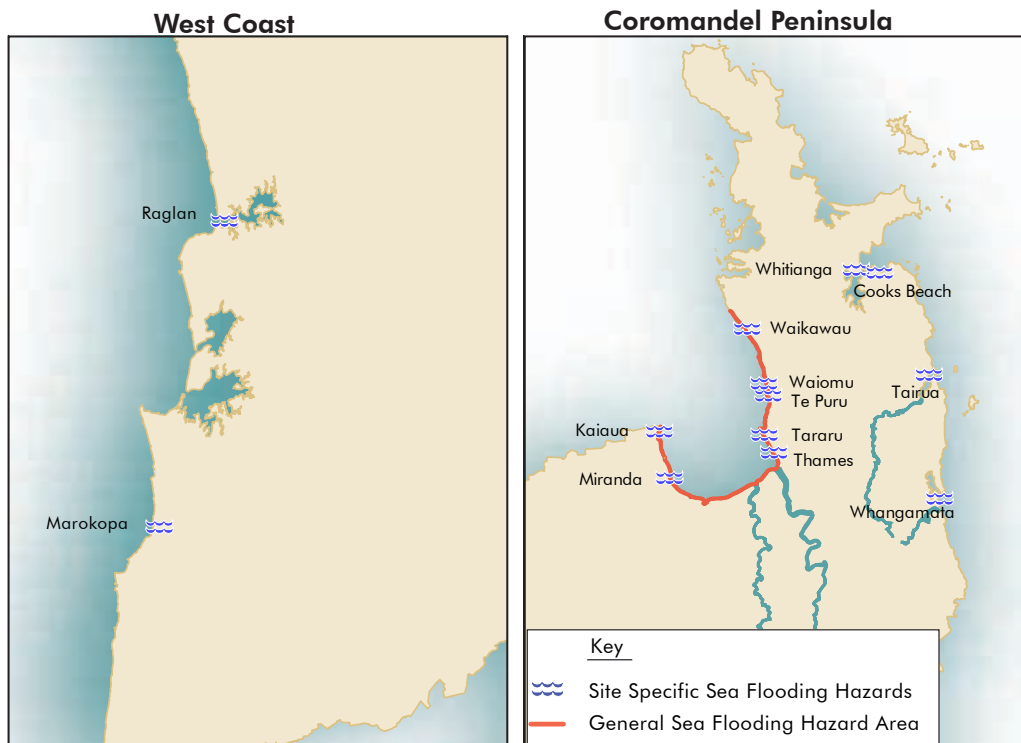 West Coast
Raglan
Marokopa
Coromandel Peninsula
Whitianga
Cooks Beach
Waikawau
Waiomu
Te Puru
Tairua
Kaiaua
Tararu
Thames
Miranda
Whangamata
Key
Site Specific Sea Flooding Hazards
General Sea Flooding Hazard Area